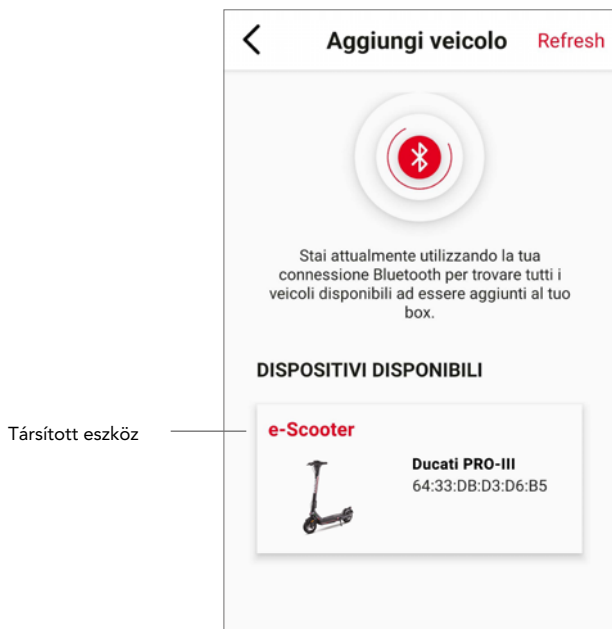 Aggiungi veicolo Refresh
Stai attualmente utilizzando la tua
connessione Bluetooth per trovare tutti i
veicoli disponibili ad essere aggiunti al tuo
box.
DISPOSITIVI DISPONIBILI
Társított eszköz
e-Scooter
Ducati PRO-III
64:33:DB:D3:D6:B5